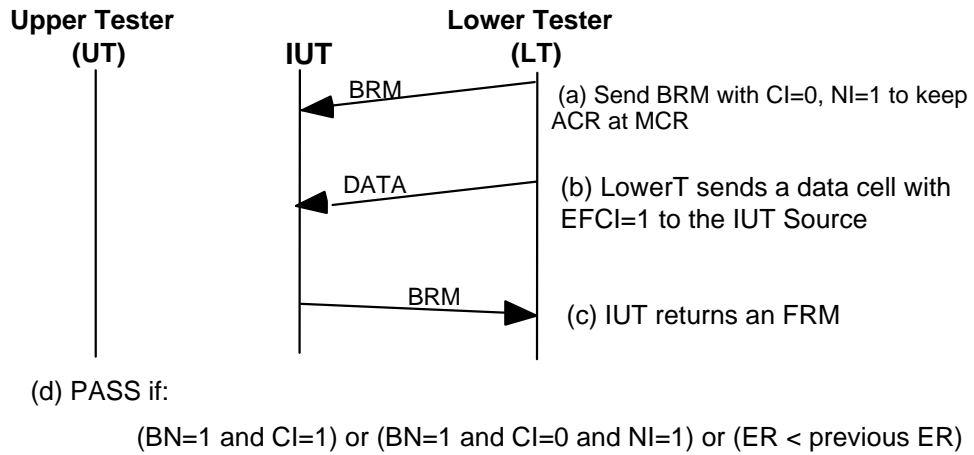 Upper Tester
(UT)
IUT
Lower Tester
(LT)
BRM
(a) Send BRM with CI=0, NI=1 to keep
ACR at MCR
DATA
(b) LowerT sends a data cell with
EFCI=1 to the IUT Source
BRM
(c) IUT returns an FRM
(d) PASS if:
(BN=1 and CI=1) or (BN=1 and CI=0 and NI=1) or (ER < previous ER)